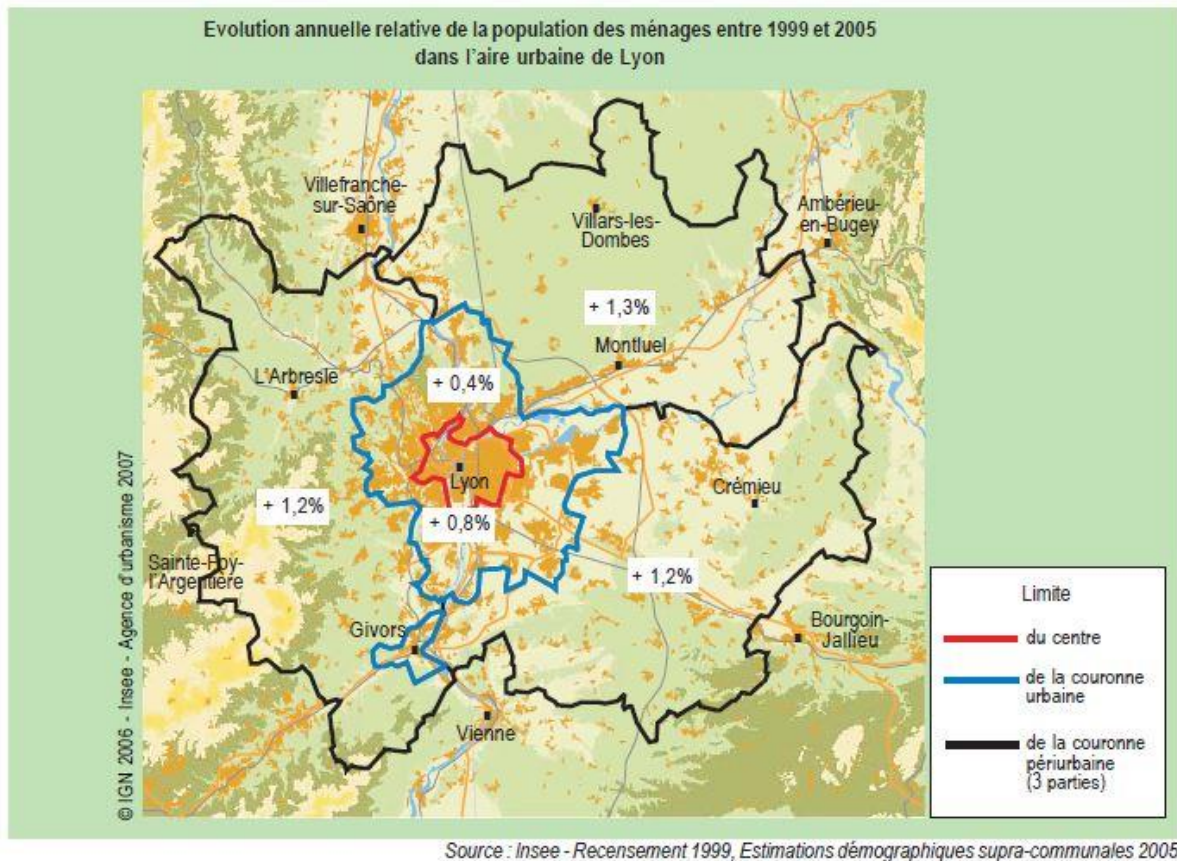 Evolution annuelle relative de la population des ménages entre 1999 et 2005
dans l'aire urbaine de Lyon
Villefranche-
sur-Saône
Villars-les-
Dombes
Ambérieu-
en-Bugey
+ 1,3%
Montluel
L'Arbresle
+ 0,4%
Lyon
Crémieu
+ 1,2%
+ 0,8%
Sainte-Foy-
l'Argentière
+ 1,2%
Givors
Bourgoin-
Jallieu
Vienne
© IGN 2006 - Insee - Agence d'urbanisme 2007
Limite
du centre
de la couronne
urbaine
de la couronne
périurbaine
(3 parties)
Source : Insee - Recensement 1999, Estimations démographiques supra-communales 2005